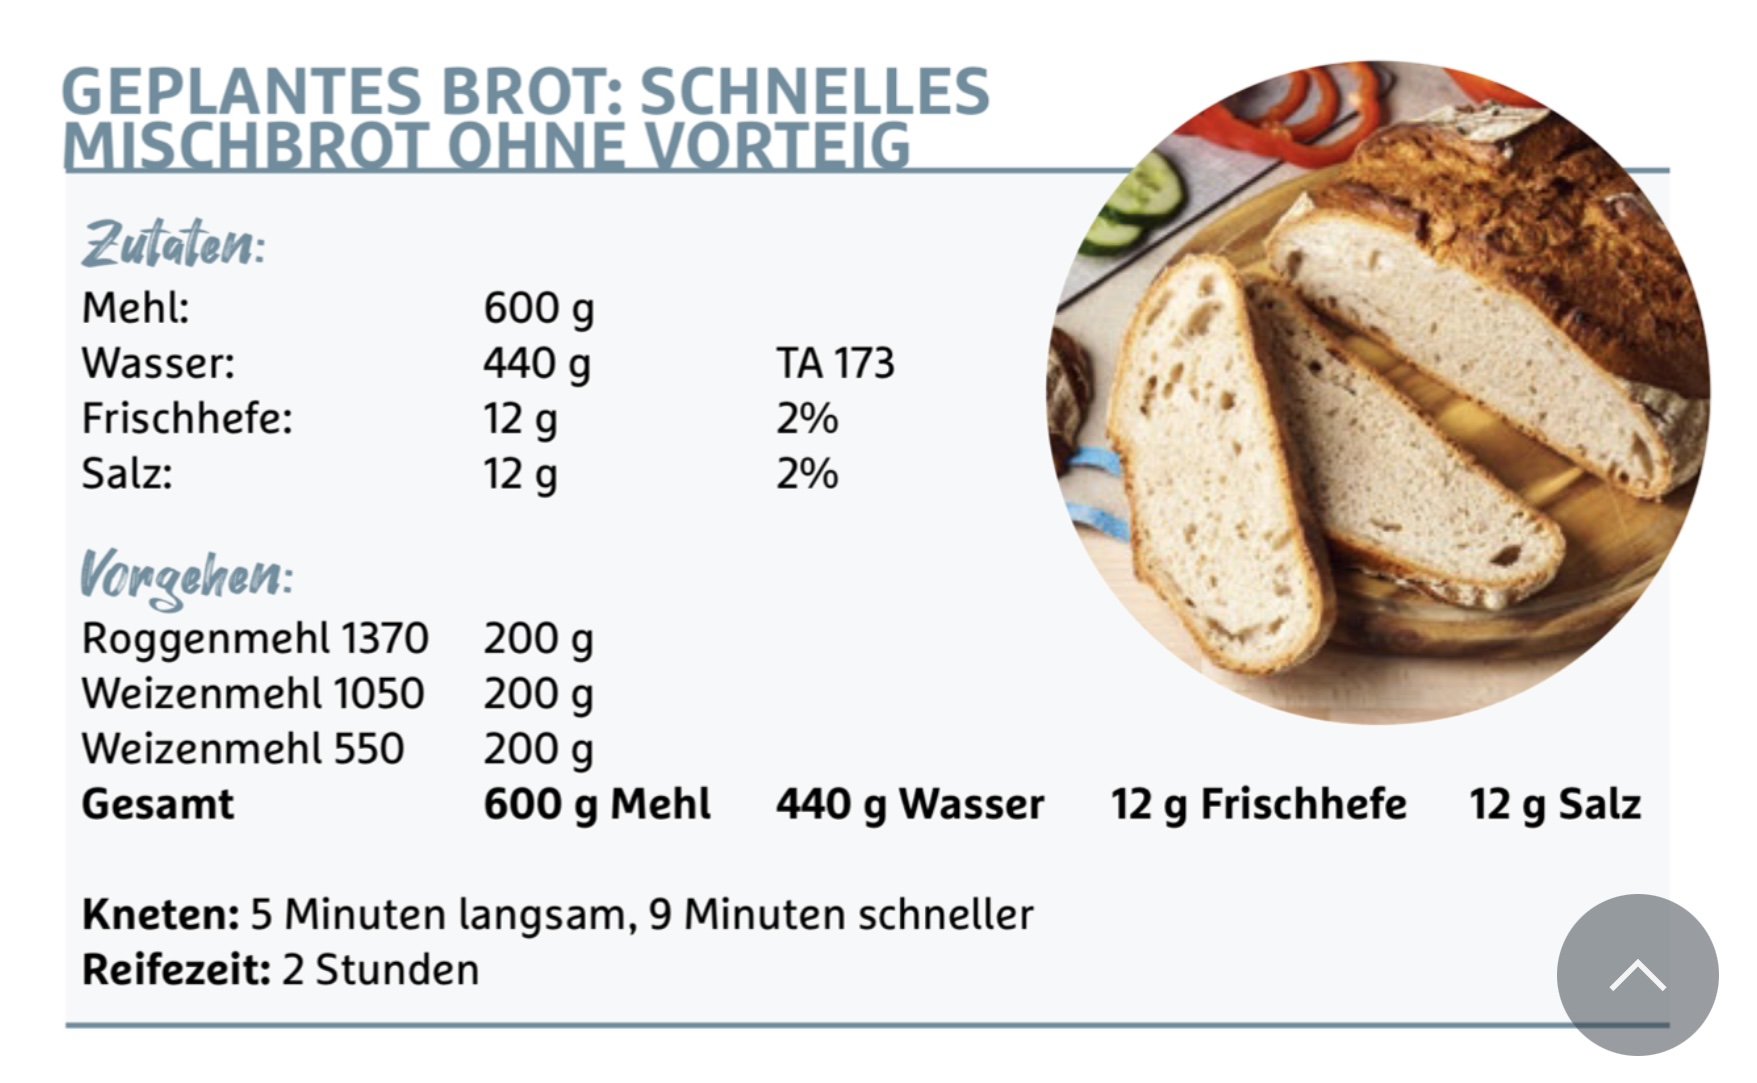 GEPLANTES BROT: SCHNELLES
MISCHBROT OHNE VORTEIG
Zutaten:
Mehl: 600 g
Wasser: 440 g TA 173
Frischhefe: 12 g 2%
Salz: 12 g 2%
Vorgehen:
Roggenmehl 1370 200 g
Weizenmehl 1050 200 g
Weizenmehl 550 200 g
Gesamt 600 g Mehl 440 g Wasser 12 g Frischhefe 12 g Salz
Kneten: 5 Minuten langsam, 9 Minuten schneller
Reifezeit: 2 Stunden